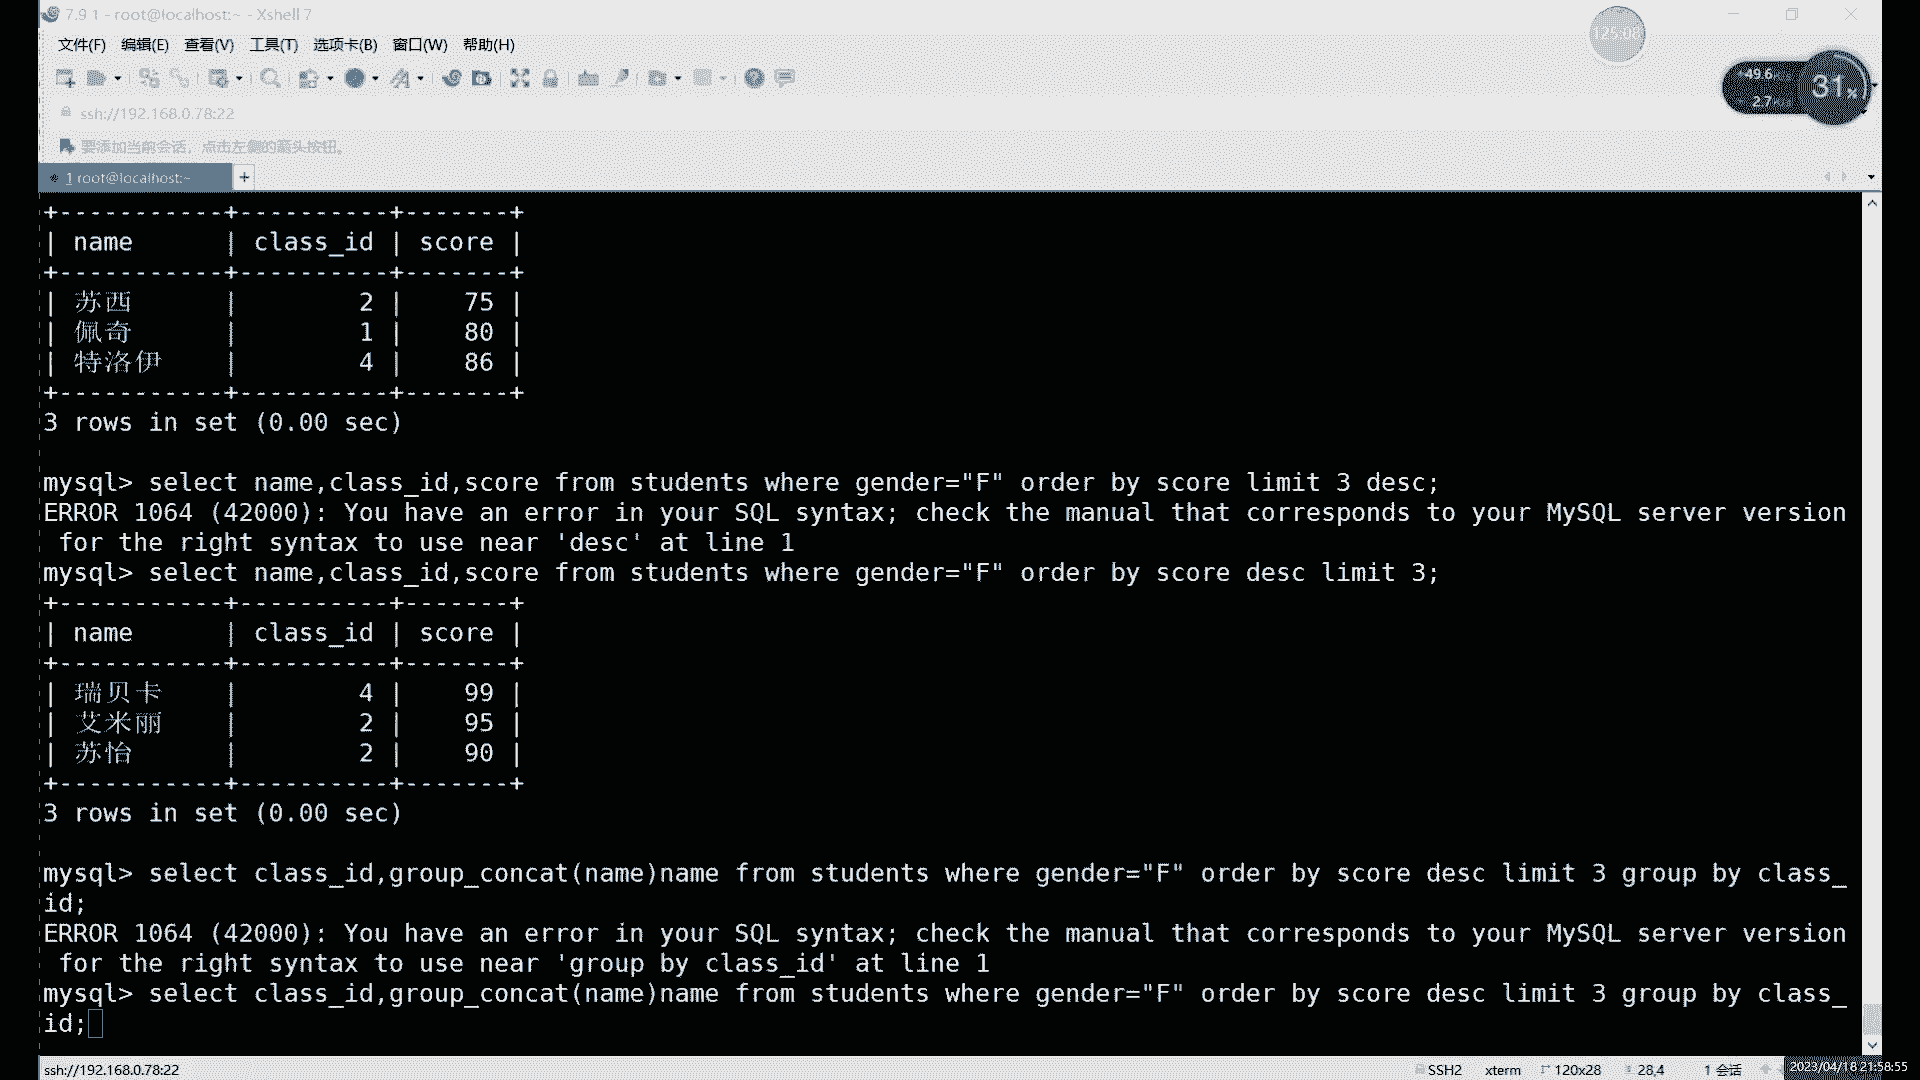 7.9 1 - root@localhost:~ - Xshell 7
文件(F) 编辑(E) 查看(V) 工具(T) 选项卡(B) 窗口(W) 帮助(H)
125:08
49.6K/s
2.7K/s
31%
ssh://192.168.0.78:22
要添加当前会话，点击左侧的箭头按钮。
1 root@localhost:~ +
+-----------+----------+-------+
| name | class_id | score |
+-----------+----------+-------+
| 苏西 | 2 | 75 |
| 佩奇 | 1 | 80 |
| 特洛伊 | 4 | 86 |
+-----------+----------+-------+
3 rows in set (0.00 sec)
mysql> select name,class_id,score from students where gender="F" order by score limit 3 desc;
ERROR 1064 (42000): You have an error in your SQL syntax; check the manual that corresponds to your MySQL server version
for the right syntax to use near 'desc' at line 1
mysql> select name,class_id,score from students where gender="F" order by score desc limit 3;
+-----------+----------+-------+
| name | class_id | score |
+-----------+----------+-------+
| 瑞贝卡 | 4 | 99 |
| 艾米丽 | 2 | 95 |
| 苏怡 | 2 | 90 |
+-----------+----------+-------+
3 rows in set (0.00 sec)
mysql> select class_id,group_concat(name)name from students where gender="F" order by score desc limit 3 group by class_
id;
ERROR 1064 (42000): You have an error in your SQL syntax; check the manual that corresponds to your MySQL server version
for the right syntax to use near 'group by class_id' at line 1
mysql> select class_id,group_concat(name)name from students where gender="F" order by score desc limit 3 group by class_
id;
ssh://192.168.0.78:22 SSH2 xterm 120x28 28,4 1 会话 2023/04/18 21:58:55